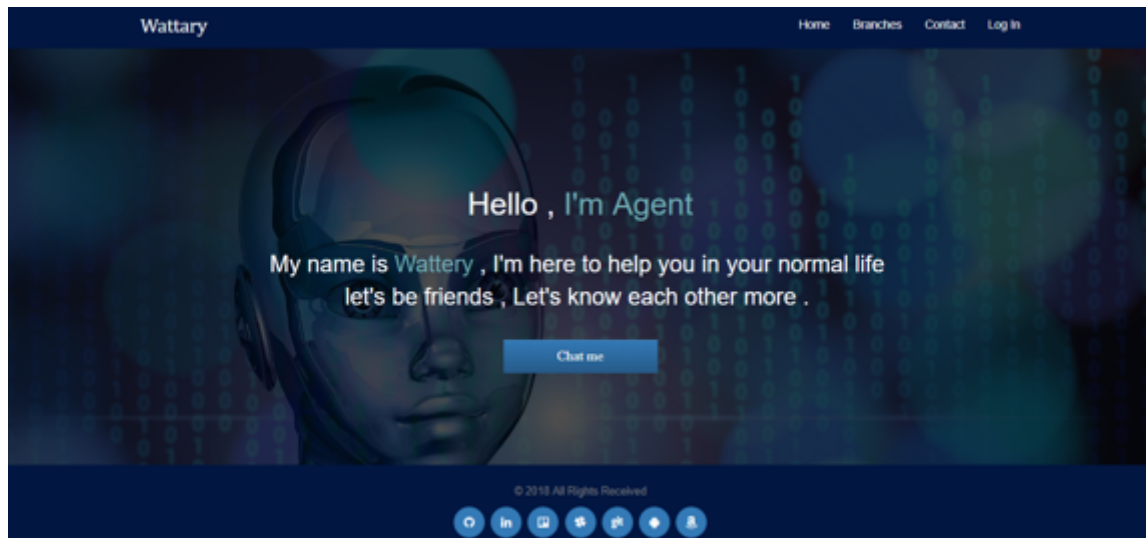 Wattary
Home Branches Contact Log In
Hello , I'm Agent
My name is Wattery , I'm here to help you in your normal life
let's be friends , Let's know each other more .
Chat me
© 2018 All Rights Received